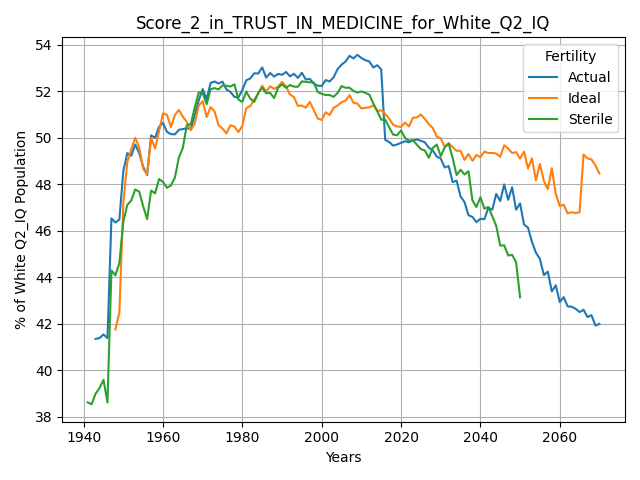 Score_2_in_TRUST_IN_MEDICINE_for_White_Q2_IQ
% of White Q2_IQ Population
54
52
50
48
46
44
42
40
38
Fertility
Actual
Ideal
Sterile
1940 1960 1980 2000 2020 2040 2060
Years